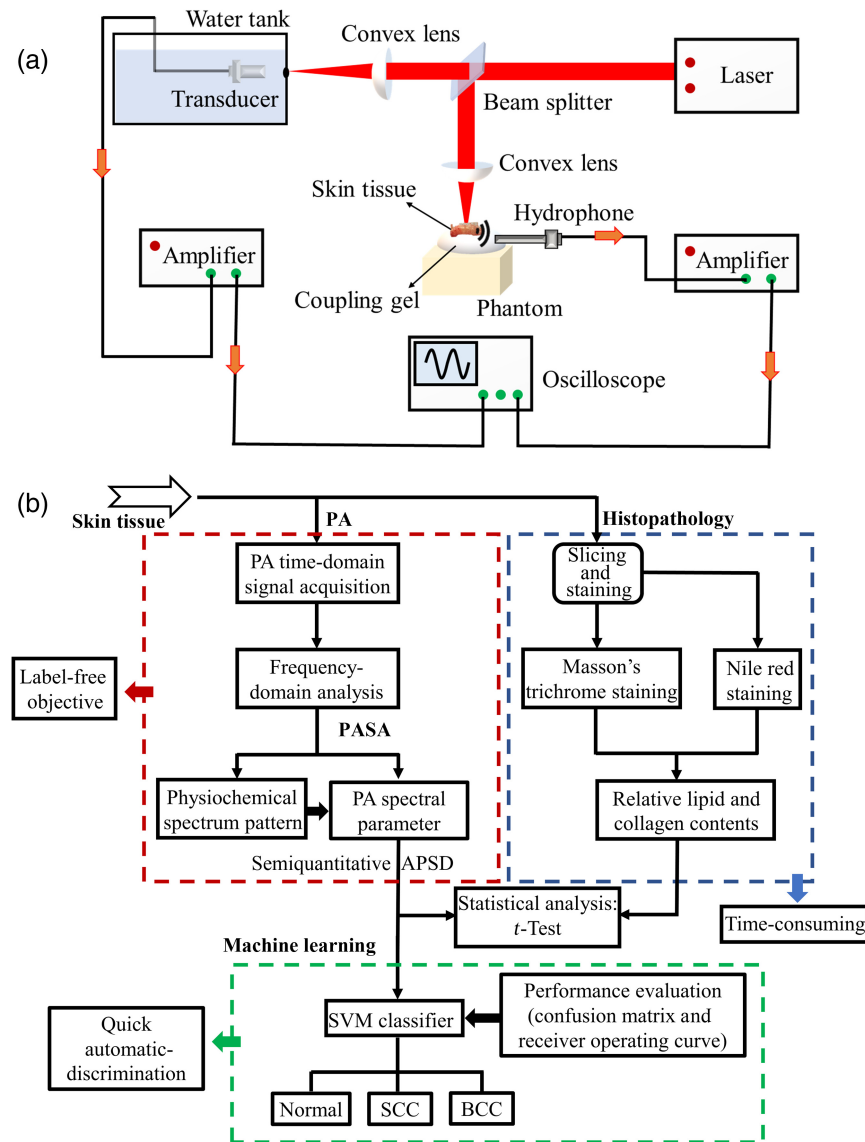 (a)
Water tank
Transducer
Convex lens
Beam splitter
Laser
Convex lens
Skin tissue
Hydrophone
Amplifier
Amplifier
Coupling gel
Phantom
Oscilloscope
(b)
Skin tissue
PA
Histopathology
PA time-domain
signal acquisition
Slicing
and
staining
Label-free
objective
Frequency-
domain analysis
Masson's
trichrome staining
Nile red
staining
PASA
Physiochemical
spectrum pattern
PA spectral
parameter
Relative lipid and
collagen contents
Semiquantitative APSD
Statistical analysis:
t-Test
Time-consuming
Machine learning
Quick
automatic-
discrimination
SVM classifier
Performance evaluation
(confusion matrix and
receiver operating curve)
Normal
SCC
BCC